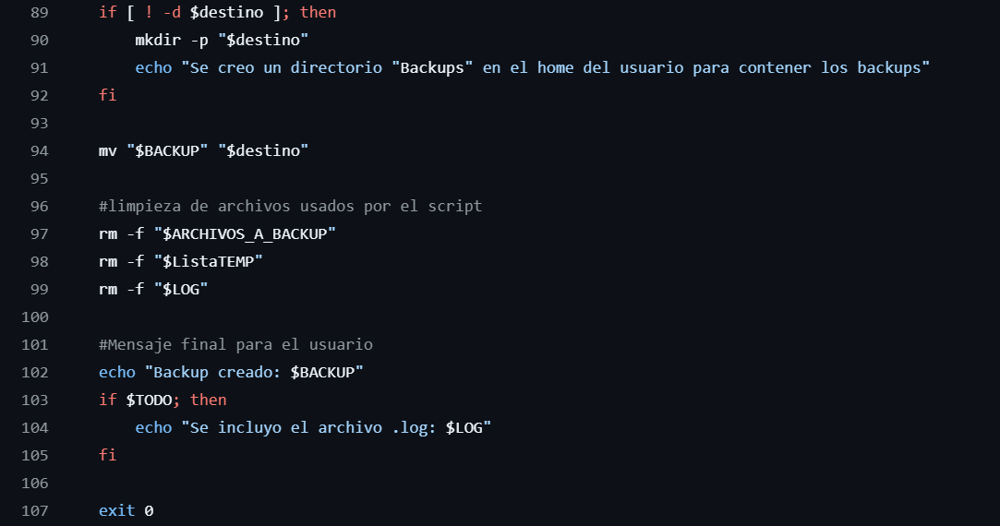 89 if [ ! -d $destino ]; then
90 mkdir -p "$destino"
91 echo "Se creo un directorio "Backups" en el home del usuario para contener los backups"
92 fi
93
94 mv "$BACKUP" "$destino"
95
96 #limpieza de archivos usados por el script
97 rm -f "$ARCHIVOS_A_BACKUP"
98 rm -f "$ListaTEMP"
99 rm -f "$LOG"
100
101 #Mensaje final para el usuario
102 echo "Backup creado: $BACKUP"
103 if $TODO; then
104 echo "Se incluyo el archivo .log: $LOG"
105 fi
106
107 exit 0